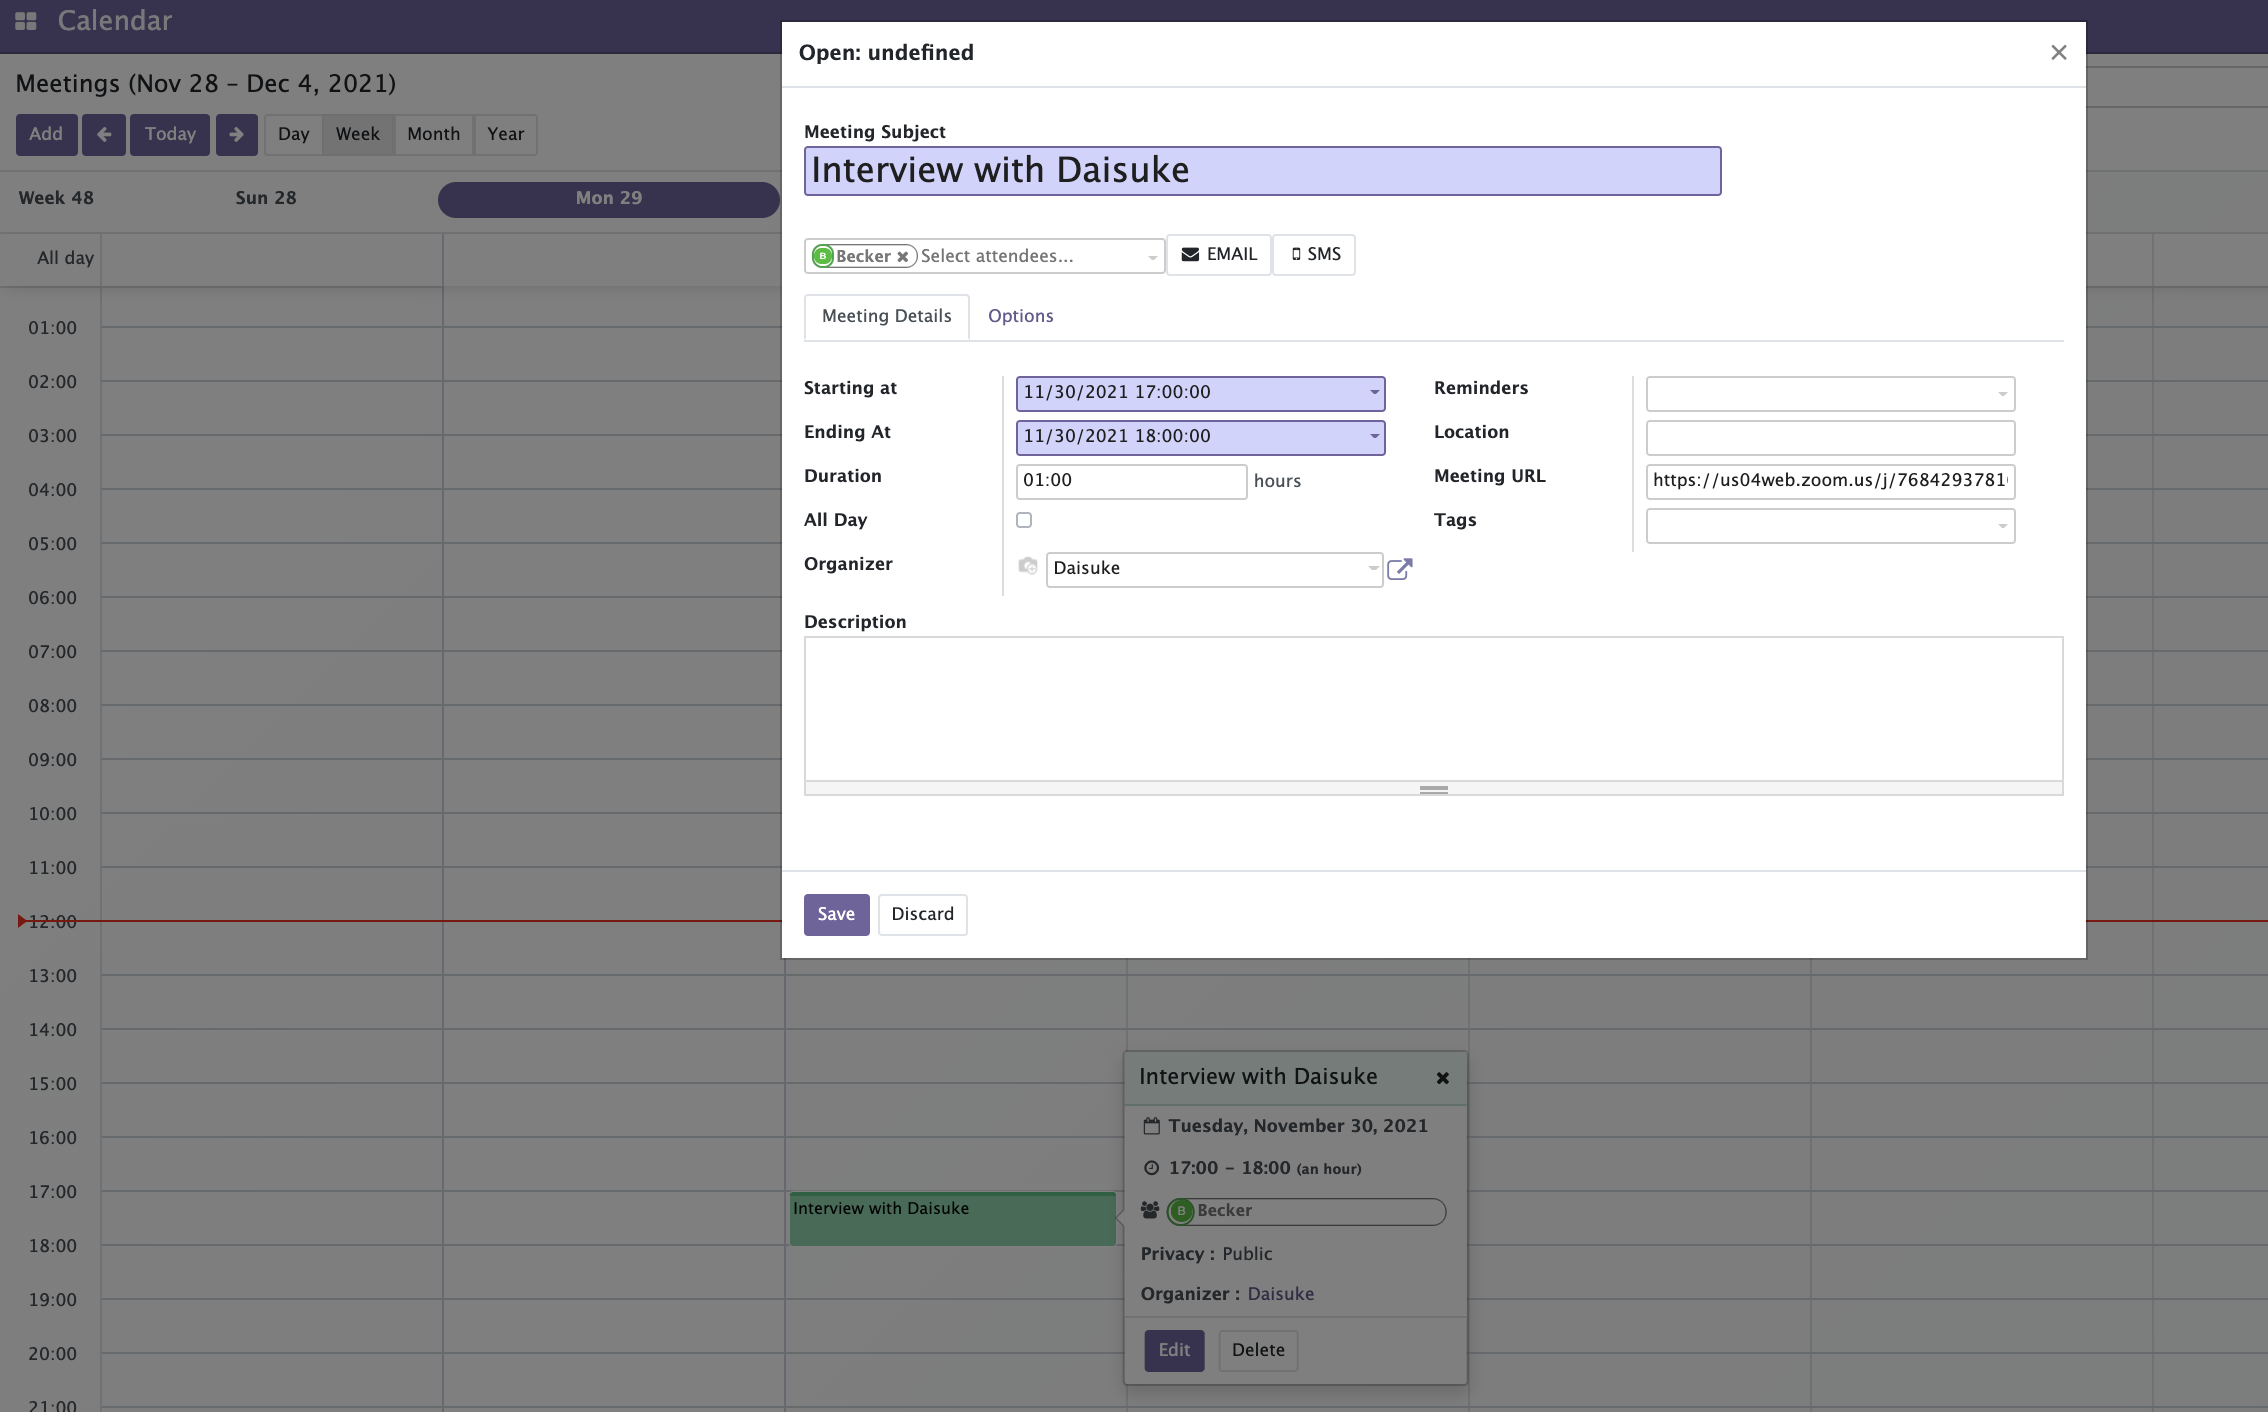 Calendar
Meetings (Nov 28 – Dec 4, 2021)
Add
Today
Day
Week
Month
Year
Week 48
Sun 28
Mon 29
All day
01:00
02:00
03:00
04:00
05:00
06:00
07:00
08:00
09:00
10:00
11:00
12:00
13:00
14:00
15:00
16:00
17:00
18:00
19:00
20:00
21:00
Interview with Daisuke
Open: undefined
Meeting Subject
Interview with Daisuke
B Becker Select attendees...
EMAIL
SMS
Meeting Details
Options
Starting at
11/30/2021 17:00:00
Ending At
11/30/2021 18:00:00
Duration
01:00
hours
All Day
Organizer
Daisuke
Reminders
Location
Meeting URL
https://us04web.zoom.us/j/7684293781
Tags
Description
Save
Discard
Interview with Daisuke
Tuesday, November 30, 2021
17:00 – 18:00 (an hour)
B Becker
Privacy : Public
Organizer : Daisuke
Edit
Delete